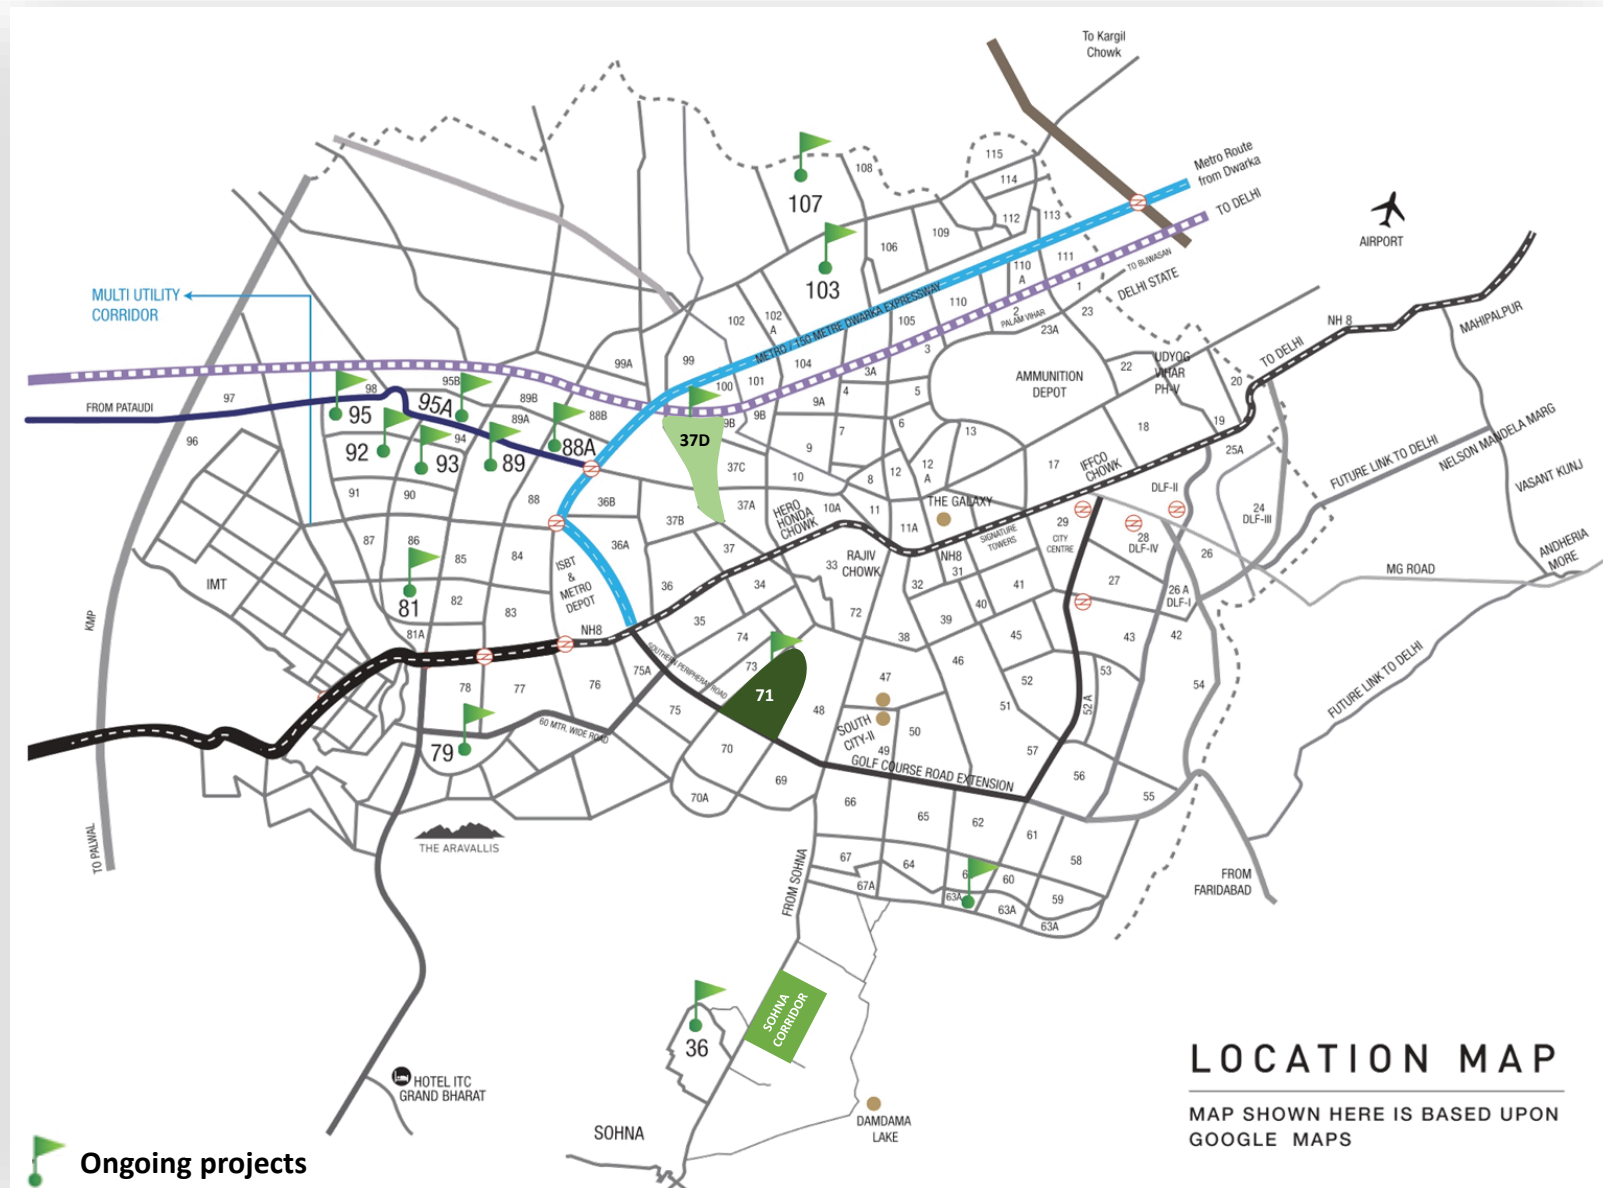 To Kargil
Chowk
Metro Route
from Dwarka
TO DELHI
AIRPORT
115
114
108
107
112
113
109
106
111
TO BIJWASAN
DELHI STATE
110
A
1
103
MULTI UTILITY
CORRIDOR
METRO / 150 METRE DWARKA EXPRESSWAY
110
2
PALAM VIHAR
23
23A
102
102
A
105
NH 8
MAHIPALPUR
TO DELHI
99A
99
104
3
3A
22
UDYOG
VIHAR
PH-V
AMMUNITION
DEPOT
20
97
98
95B
100
101
4
5
FROM PATAUDI
95
95A
89B
89A
88B
9A
9B
9B
19
96
94
88A
37D
7
6
13
18
92
93
89
9
IFFCO
CHOWK
25A
FUTURE LINK TO DELHI
NELSON MANDELA MARG
37C
10
8
12
12
A
17
VASANT KUNJ
91
90
88
36B
37A
DLF-II
THE GALAXY
24
DLF-III
HERO
HONDA
CHOWK
10A
11
11A
37B
SIGNATURE
TOWERS
29
CITY
CENTRE
28
DLF-IV
26
87
86
85
84
36A
37
33
RAJIV
CHOWK
NH8
31
ANDHERIA
MORE
MG ROAD
IMT
ISBT
&
METRO
DEPOT
36
34
32
41
27
26 A
DLF-I
81
82
83
72
40
39
KMP
81A
NH8
35
74
38
45
43
42
SOUTHERN PERIPHERAL ROAD
73
71
46
53
75A
47
52
54
FUTURE LINK TO DELHI
78
77
76
75
48
51
52 A
79
60 MTR. WIDE ROAD
SOUTH
CITY-II
49
50
70
57
69
GOLF COURSE ROAD EXTENSION
56
55
70A
66
65
62
61
58
TO PALWAL
THE ARAVALLIS
67
64
60
67A
63A
63A
59
63A
FROM SOHNA
FROM
FARIDABAD
SOHNA
CORRIDOR
36
HOTEL ITC
GRAND BHARAT
DAMDAMA
LAKE
SOHNA
LOCATION MAP
MAP SHOWN HERE IS BASED UPON
GOOGLE MAPS
Ongoing projects